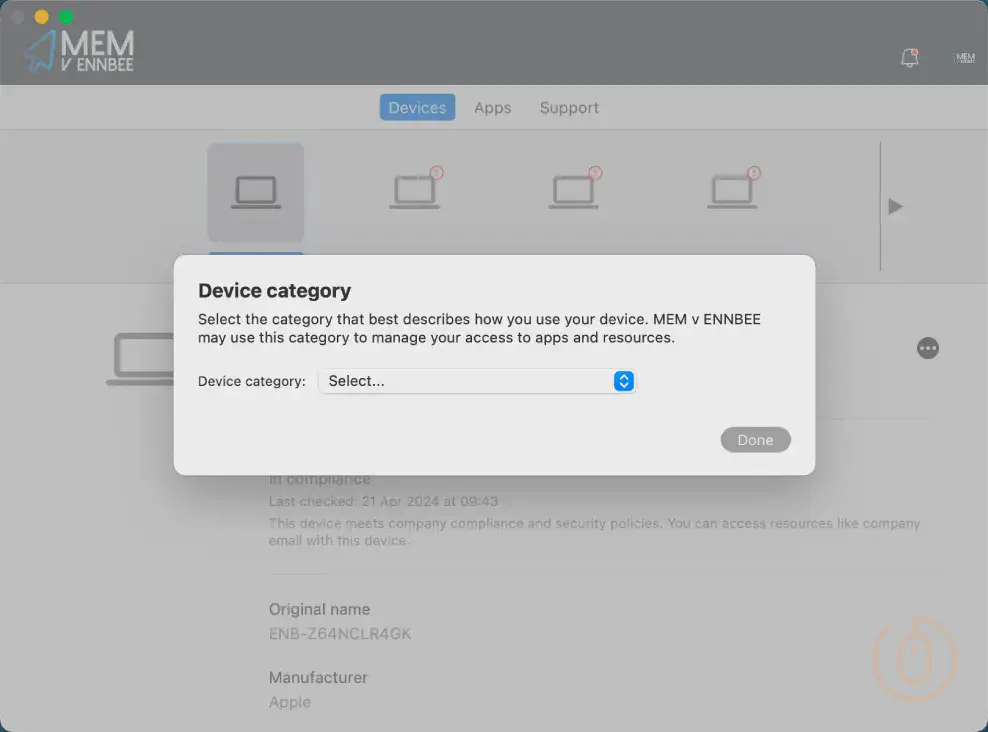 MEM
V ENNBEE
MEM
Devices
Apps
Support
Device category
Select the category that best describes how you use your device. MEM v ENNBEE
may use this category to manage your access to apps and resources.
Device category:
Select...
Done
In compliance
Last checked: 21 Apr 2024 at 09:43
This device meets company compliance and security policies. You can access resources like company
email with this device.
Original name
ENB-Z64NCLR4GK
Manufacturer
Apple